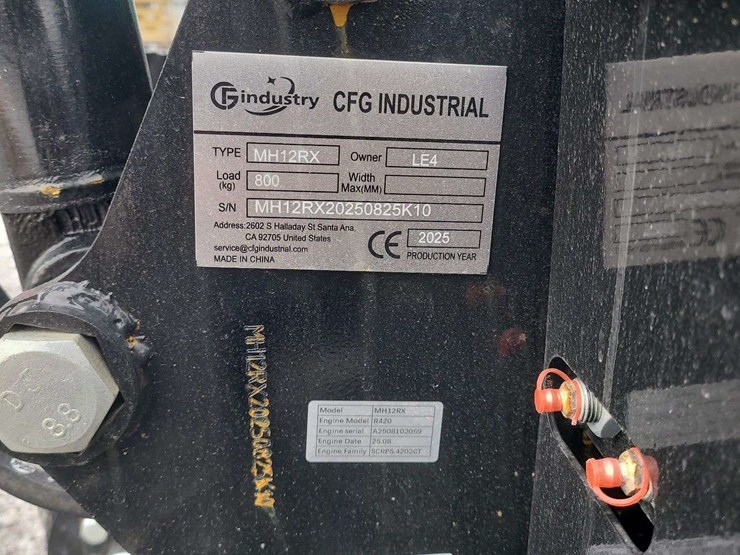 GFindustry CFG INDUSTRIAL
TYPE MH12RX Owner LE4
Load (kg) 800 Width Max(MM)
S/N MH12RX20250825K10
Address:2602 S Halladay St Santa Ana,
CA 92705 United States
service@cfgindustrial.com
MADE IN CHINA
CE 2025
PRODUCTION YEAR
Model MH12RX
Engine Model R420
Engine serial A2508102069
Engine Date 25.08
Engine Family SCRPS.4202CT
8.8